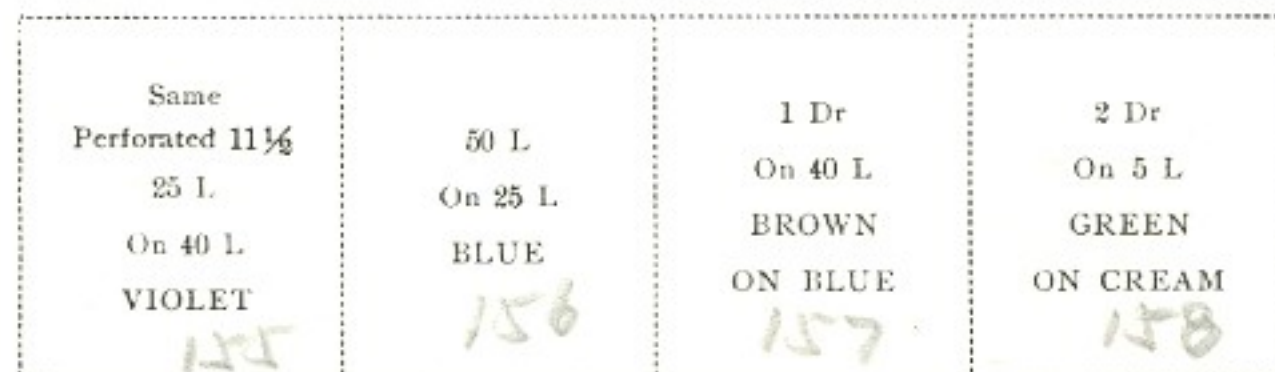 Same
Perforated 11½
25 L
On 40 L
VIOLET
155
50 L
On 25 L
BLUE
156
1 Dr
On 40 L
BROWN
ON BLUE
157
2 Dr
On 5 L
GREEN
ON CREAM
158